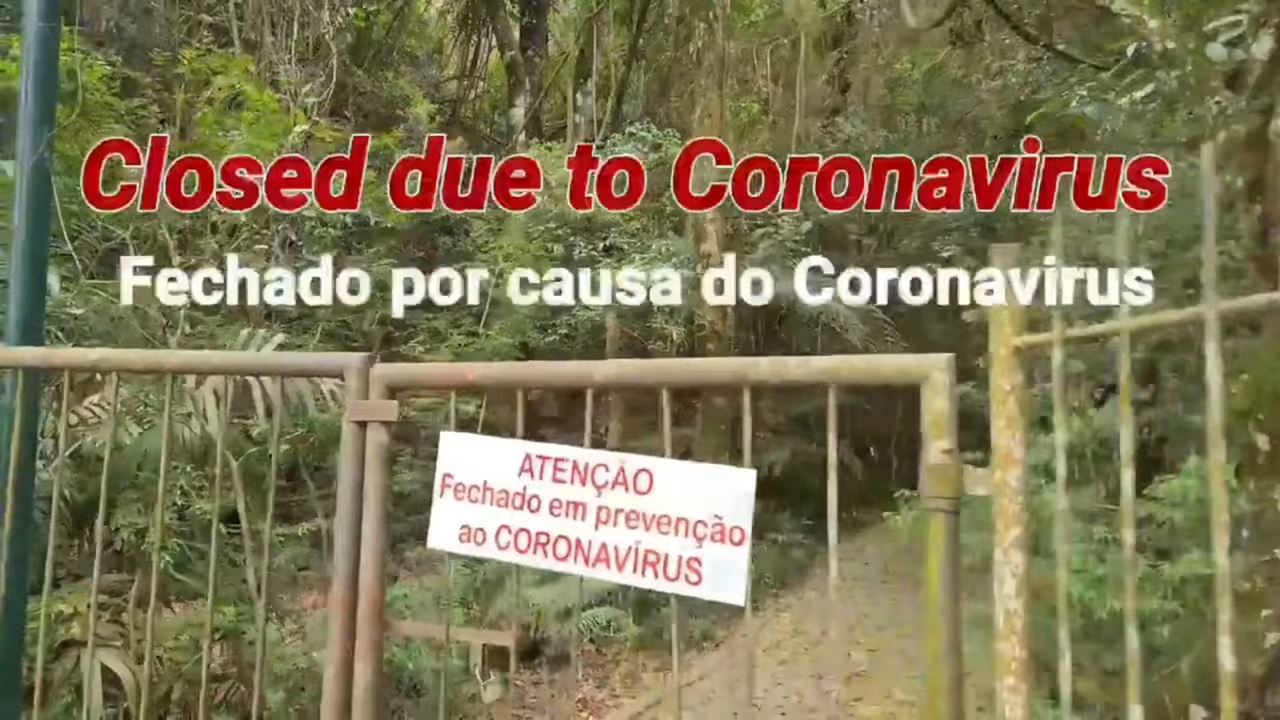 Closed due to Coronavirus
Fechado por causa do Coronavirus
ATENÇÃO
Fechado em prevenção
ao CORONAVÍRUS